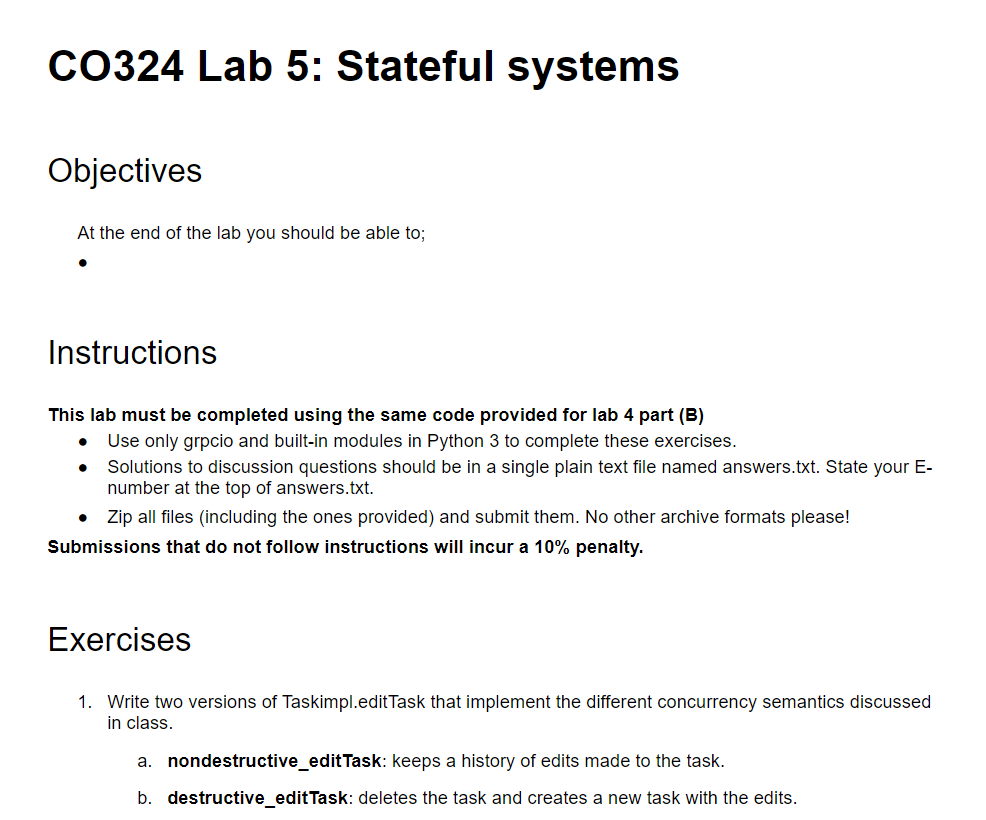 CO324 Lab 5: Stateful systems
Objectives
At the end of the lab you should be able to;
●
Instructions
This lab must be completed using the same code provided for lab 4 part (B)
● Use only grpcio and built-in modules in Python 3 to complete these exercises.
● Solutions to discussion questions should be in a single plain text file named answers.txt. State your E-
number at the top of answers.txt.
● Zip all files (including the ones provided) and submit them. No other archive formats please!
Submissions that do not follow instructions will incur a 10% penalty.
Exercises
1. Write two versions of Taskimpl.editTask that implement the different concurrency semantics discussed
in class.
a. nondestructive_editTask: keeps a history of edits made to the task.
b. destructive_editTask: deletes the task and creates a new task with the edits.